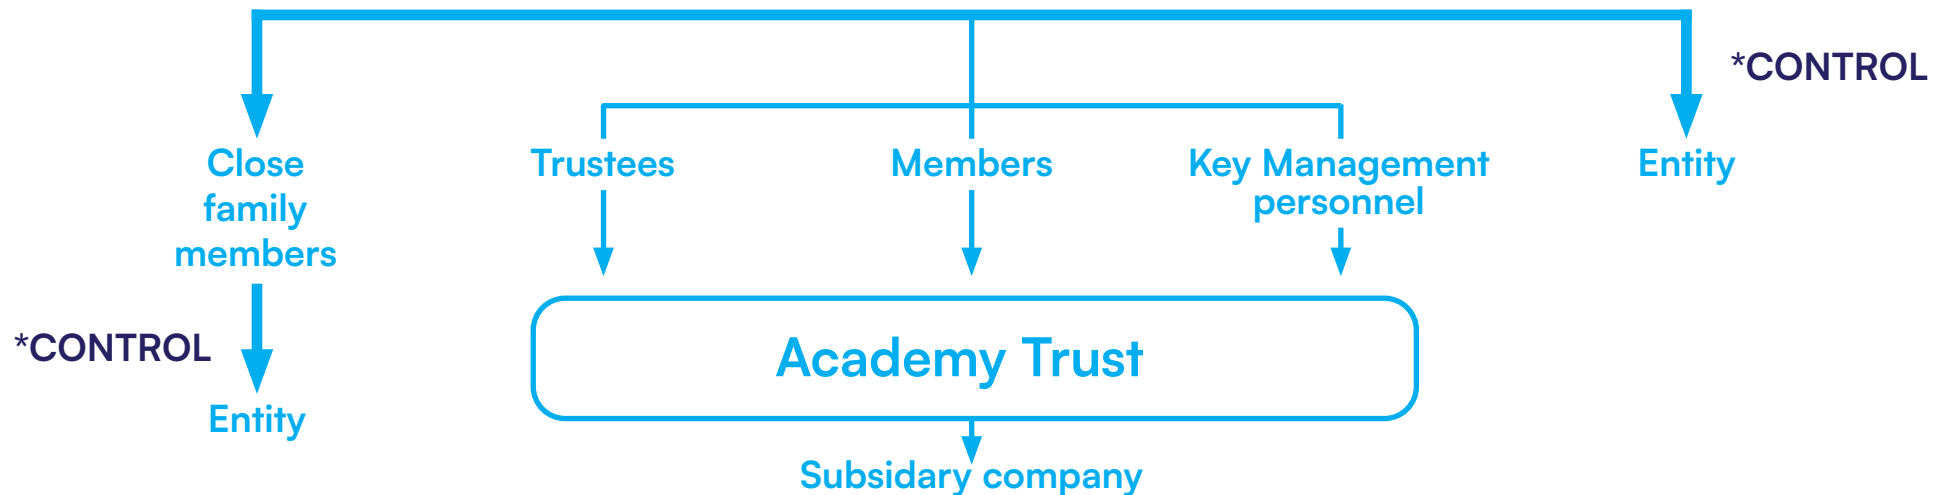 *CONTROL
Close
family
members
Trustees
Members
Key Management
personnel
Entity
*CONTROL
Entity
Academy Trust
Subsidary company